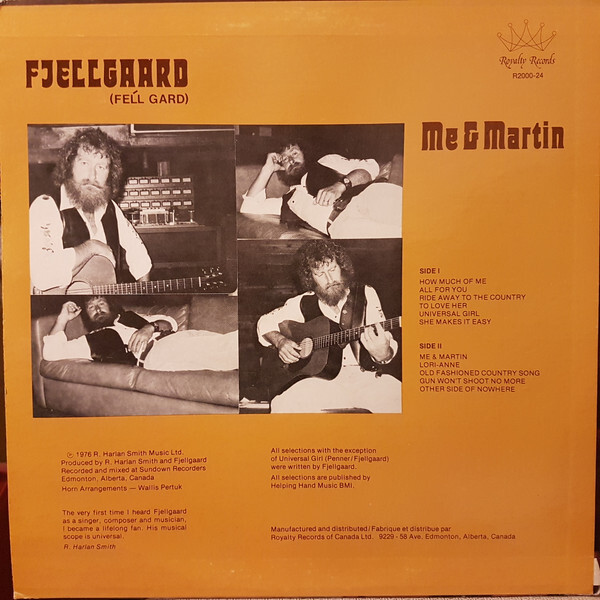 FJELLGAARD
(FEĹL GARD)
Royalty Records
R2000-24
Me & Martin
SIDE I
HOW MUCH OF ME
ALL FOR YOU
RIDE AWAY TO THE COUNTRY
TO LOVE HER
UNIVERSAL GIRL
SHE MAKES IT EASY
SIDE II
ME & MARTIN
LORI-ANNE
OLD FASHIONED COUNTRY SONG
GUN WON'T SHOOT NO MORE
OTHER SIDE OF NOWHERE
Ⓟ 1976 R. Harlan Smith Music Ltd.
Produced by R. Harlan Smith and Fjellgaard
Recorded and mixed at Sundown Recorders
Edmonton, Alberta, Canada
Horn Arrangements — Wallis Pertuk
The very first time I heard Fjellgaard
as a singer, composer and musician,
I became a lifelong fan. His musical
scope is universal.
R. Harlan Smith
All selections with the exception
of Universal Girl (Penner/Fjellgaard)
were written by Fjellgaard.
All selections are published by
Helping Hand Music BMI.
Manufactured and distributed/Fabrique et distribue par
Royalty Records of Canada Ltd. 9229 - 58 Ave. Edmonton, Alberta, Canada